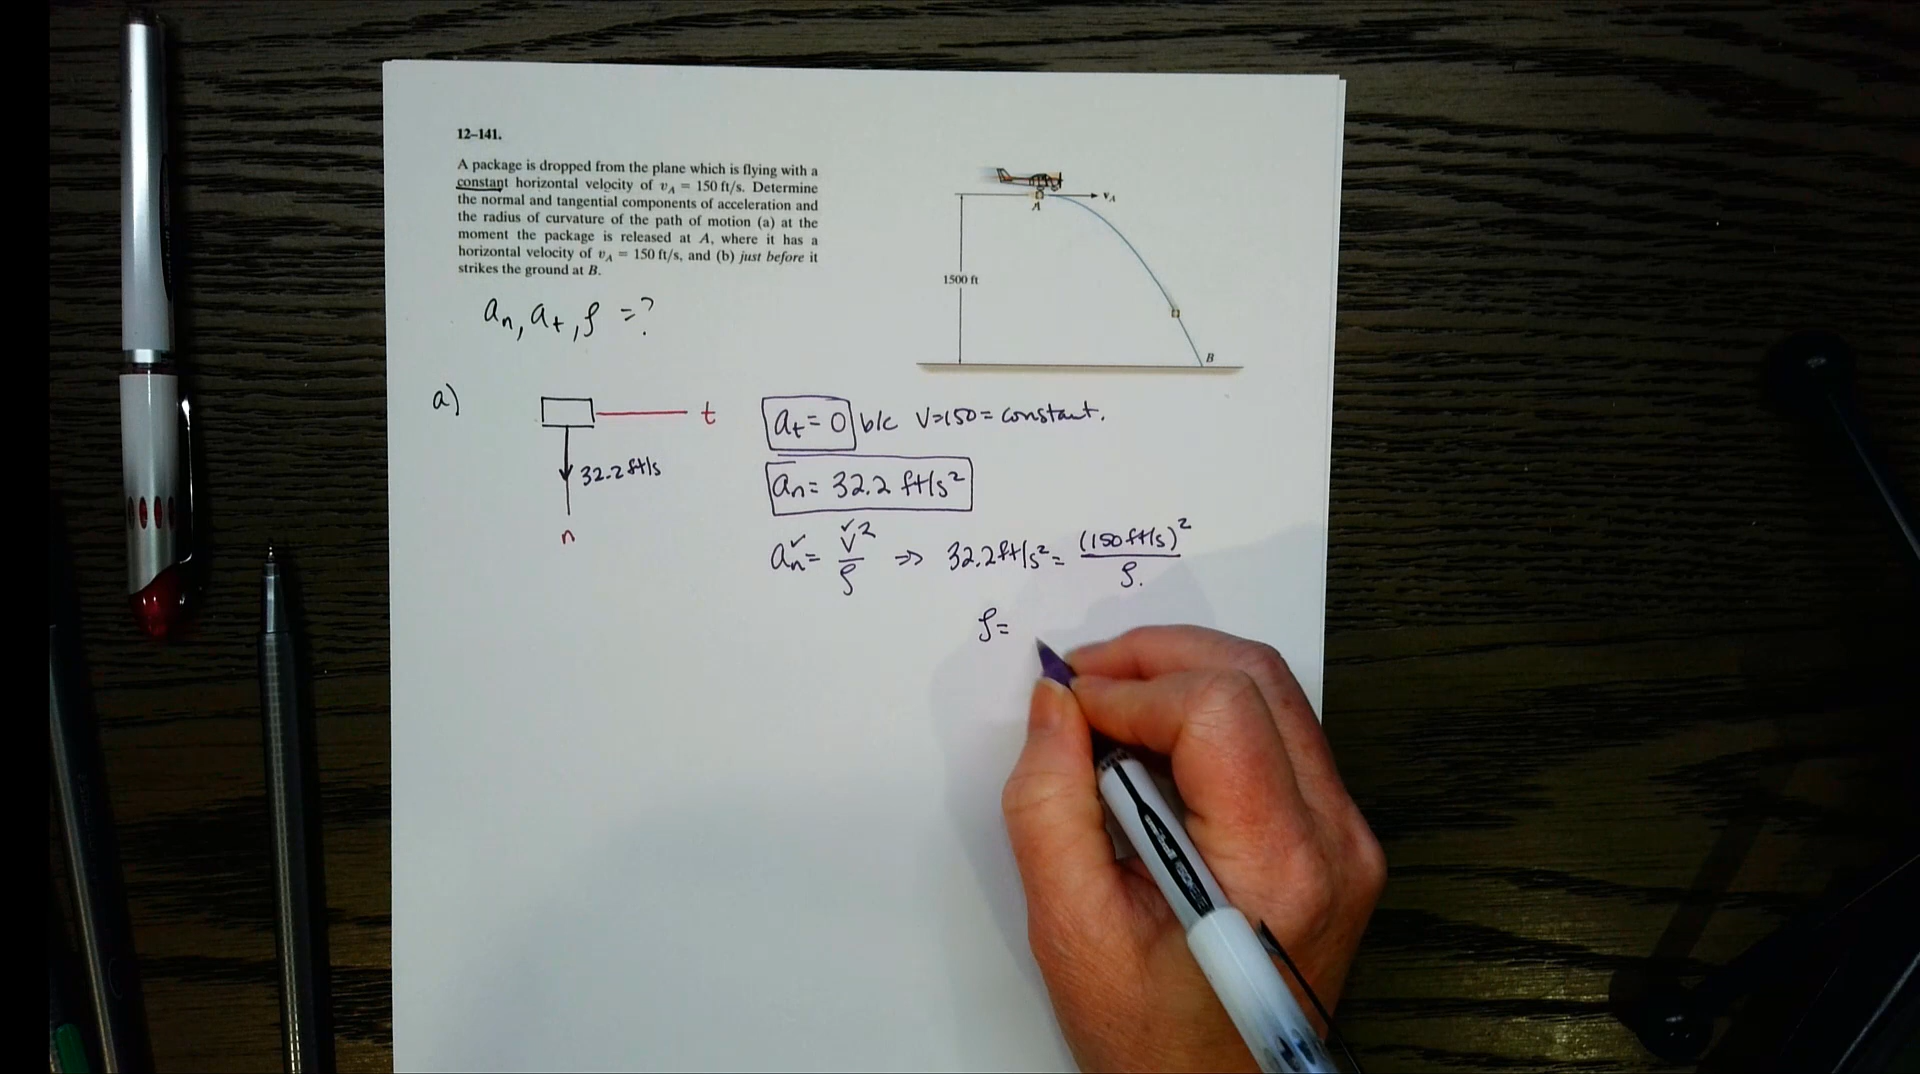 12–141.
A package is dropped from the plane which is flying with a
constant horizontal velocity of vA = 150 ft/s. Determine
the normal and tangential components of acceleration and
the radius of curvature of the path of motion (a) at the
moment the package is released at A, where it has a
horizontal velocity of vA = 150 ft/s, and (b) just before it
strikes the ground at B.
vA
A
1500 ft
B
an, at, ρ = ?
a)
t
32.2 ft/s
n
at = 0 b/c V=150 = constant.
an = 32.2 ft/s²
an = V²/ρ ⇒ 32.2 ft/s² = (150 ft/s)²/ρ.
ρ =